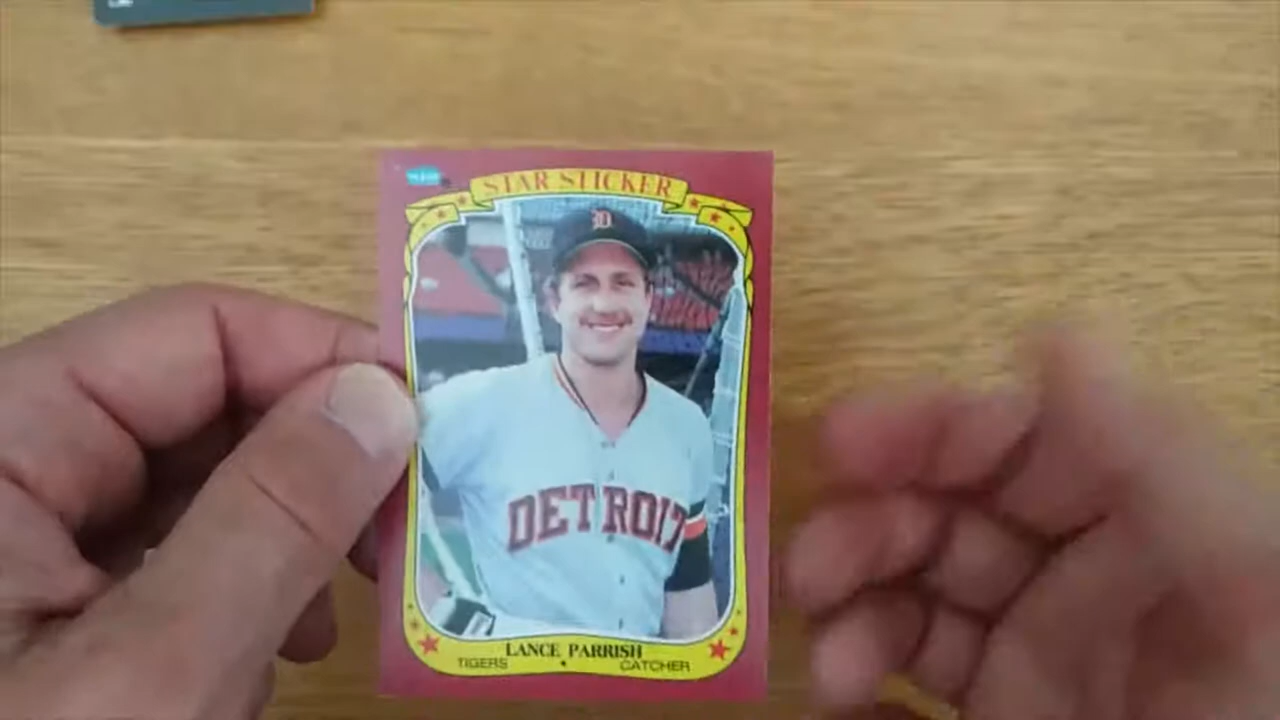 STAR STICKER
D
DETROIT
LANCE PARRISH
TIGERS • CATCHER